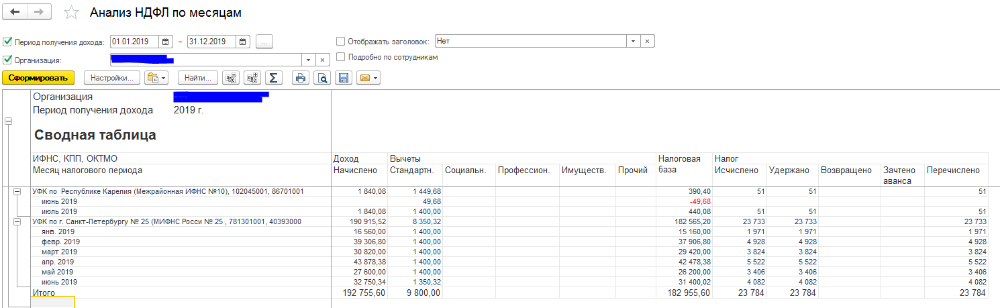 Анализ НДФЛ по месяцам
Период получения дохода: 01.01.2019 – 31.12.2019 ... Отображать заголовок: Нет
Организация: Подробно по сотрудникам
Сформировать Настройки... Найти...
Организация
Период получения дохода 2019 г.
Сводная таблица
ИФНС, КПП, ОКТМО Доход Вычеты Налоговая база Налог
Месяц налогового периода Начислено Стандартн. Социальн. Профессион. Имуществ. Прочий Исчислено Удержано Возвращено Зачтено аванса Перечислено
УФК по Республике Карелия (Межрайонная ИФНС №10), 102045001, 86701001 1 840,08 1 449,68 390,40 51 51 51
июнь 2019 49,68 -49,68
июль 2019 1 840,08 1 400,00 440,08 51 51 51
УФК по г. Санкт-Петербургу № 25 (МИФНС Росси № 25 , 781301001, 40393000 190 915,52 8 350,32 182 565,20 23 733 23 733 23 733
янв. 2019 16 560,00 1 400,00 15 160,00 1 971 1 971 1 971
февр. 2019 39 306,80 1 400,00 37 906,80 4 928 4 928 4 928
март 2019 30 820,00 1 400,00 29 420,00 3 824 3 824 3 824
апр. 2019 43 878,38 1 400,00 42 478,38 5 522 5 522 5 522
май 2019 27 600,00 1 400,00 26 200,00 3 406 3 406 3 406
июнь 2019 32 750,34 1 350,32 31 400,02 4 082 4 082 4 082
Итого 192 755,60 9 800,00 182 955,60 23 784 23 784 23 784